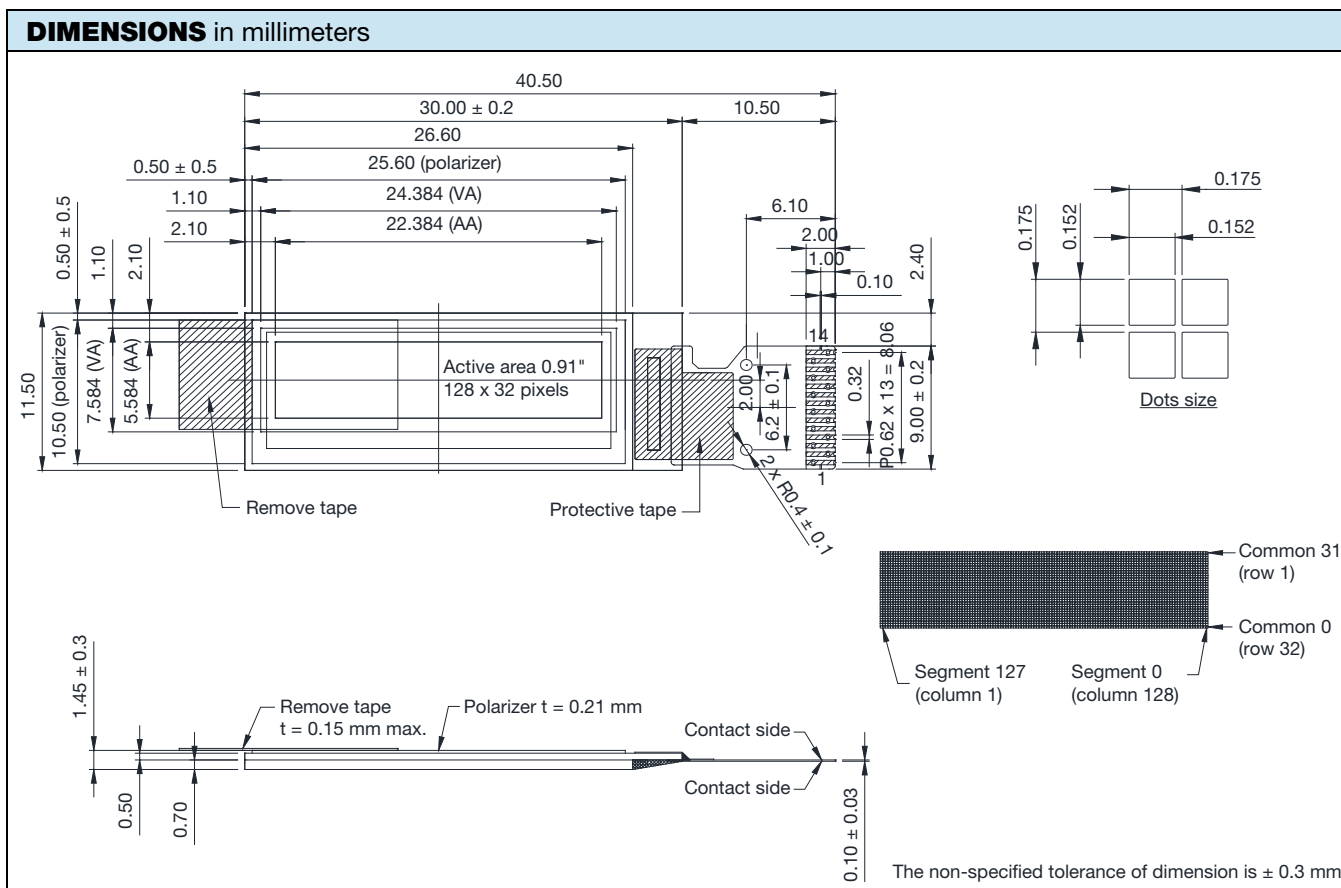 DIMENSIONS in millimeters
40.50
30.00 ± 0.2
10.50
26.60
0.50 ± 0.5
25.60 (polarizer)
1.10
24.384 (VA)
2.10
22.384 (AA)
6.10
2.00
1.00
0.10
0.50 ± 0.5
1.10
2.10
2.40
11.50
10.50 (polarizer)
7.584 (VA)
5.584 (AA)
Active area 0.91"
128 x 32 pixels
14
1
2.00
6.2 ± 0.1
0.32
P0.62 x 13 = 8.06
9.00 ± 0.2
2 x R0.4 ± 0.1
Remove tape
Protective tape
0.175
0.152
0.175
0.152
Dots size
Common 31
(row 1)
Common 0
(row 32)
Segment 127
(column 1)
Segment 0
(column 128)
1.45 ± 0.3
0.50
0.70
Remove tape
t = 0.15 mm max.
Polarizer t = 0.21 mm
Contact side
Contact side
0.10 ± 0.03
The non-specified tolerance of dimension is ± 0.3 mm